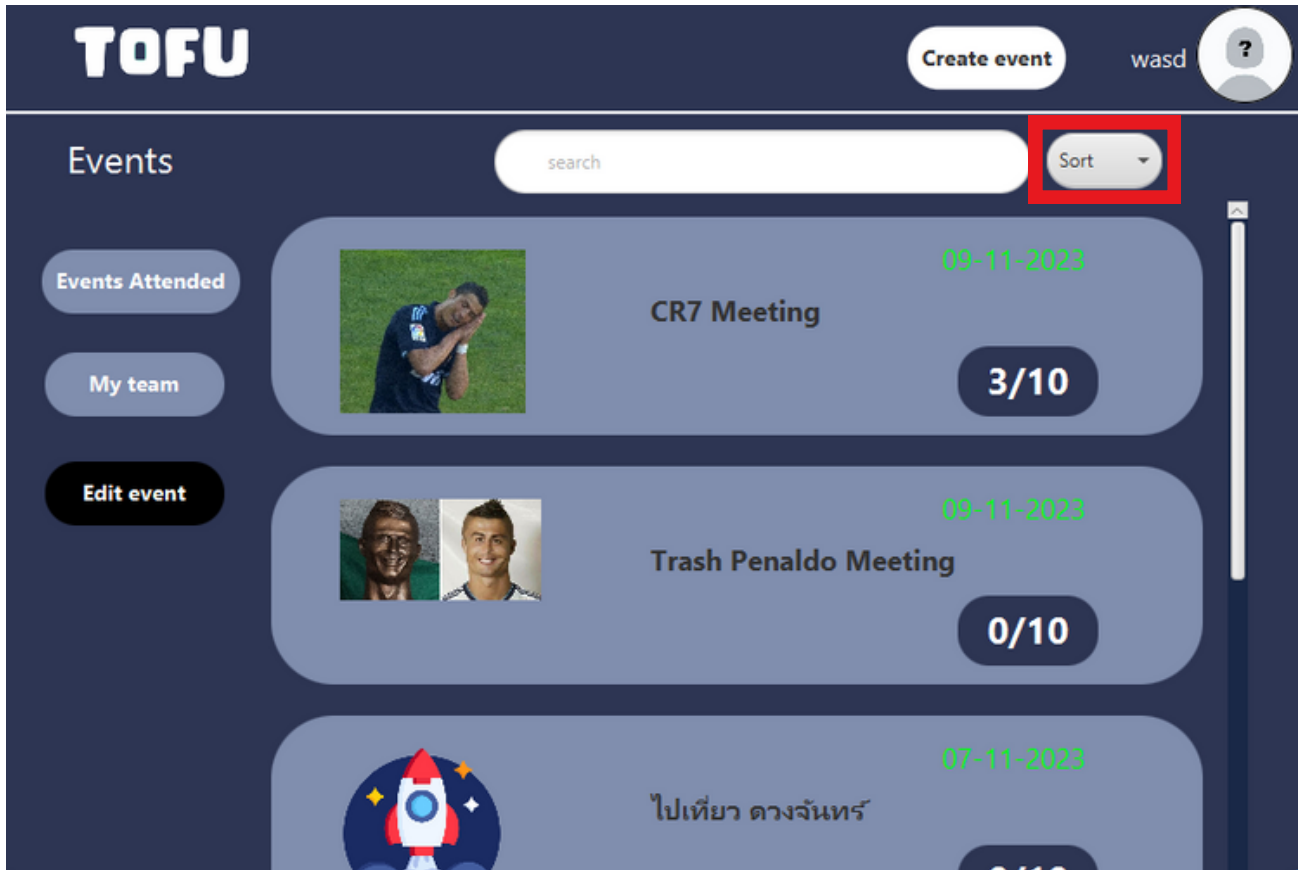 TOFU
Create event
wasd
?
Events
search
Sort
Events Attended
09-11-2023
CR7 Meeting
My team
3/10
Edit event
09-11-2023
Trash Penaldo Meeting
0/10
07-11-2023
ไปเที่ยว ดวงจันทร์